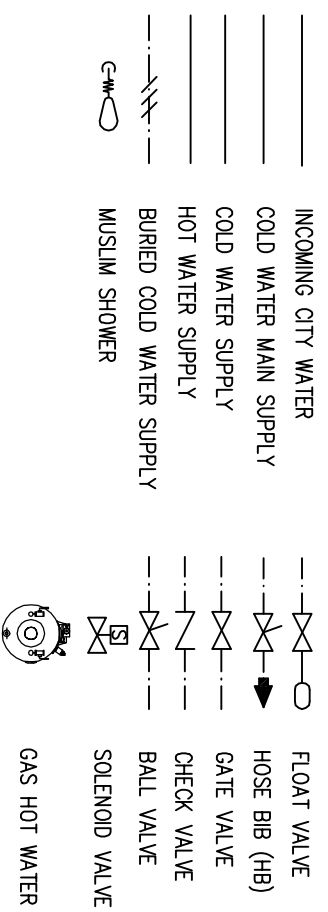 INCOMING CITY WATER
COLD WATER MAIN SUPPLY
COLD WATER SUPPLY
HOT WATER SUPPLY
BURIED COLD WATER SUPPLY
MUSLIM SHOWER
FLOAT VALVE
HOSE BIB (HB)
GATE VALVE
CHECK VALVE
BALL VALVE
S
SOLENOID VALVE
GAS HOT WATER